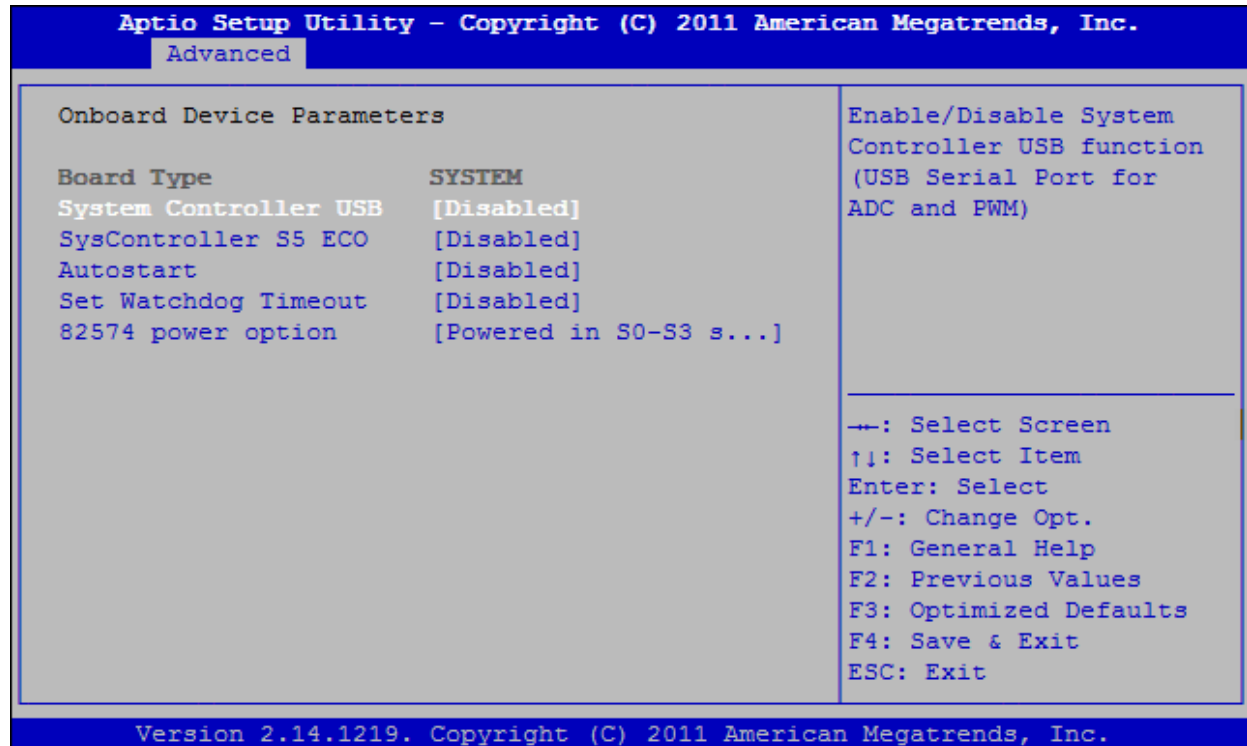 Aptio Setup Utility – Copyright (C) 2011 American Megatrends, Inc.
Advanced
Onboard Device Parameters
Board Type SYSTEM
System Controller USB [Disabled]
SysController S5 ECO [Disabled]
Autostart [Disabled]
Set Watchdog Timeout [Disabled]
82574 power option [Powered in S0-S3 s...]
Enable/Disable System
Controller USB function
(USB Serial Port for
ADC and PWM)
→←: Select Screen
↑↓: Select Item
Enter: Select
+/-: Change Opt.
F1: General Help
F2: Previous Values
F3: Optimized Defaults
F4: Save & Exit
ESC: Exit
Version 2.14.1219. Copyright (C) 2011 American Megatrends, Inc.